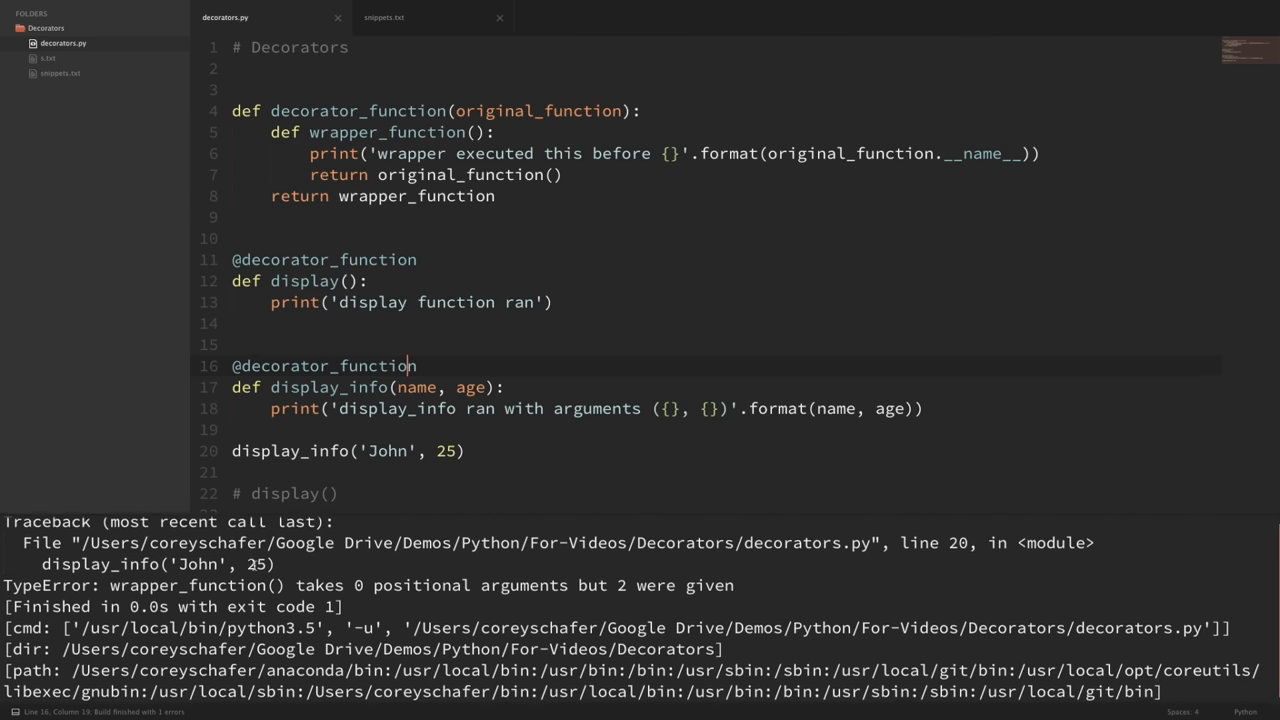 FOLDERS
Decorators
decorators.py
s.txt
snippets.txt
decorators.py
snippets.txt
1 # Decorators
2
3
4 def decorator_function(original_function):
5 def wrapper_function():
6 print('wrapper executed this before {}'.format(original_function.__name__))
7 return original_function()
8 return wrapper_function
9
10
11 @decorator_function
12 def display():
13 print('display function ran')
14
15
16 @decorator_function
17 def display_info(name, age):
18 print('display_info ran with arguments ({}, {})'.format(name, age))
19
20 display_info('John', 25)
21
22 # display()
Traceback (most recent call last):
File "/Users/coreyschafer/Google Drive/Demos/Python/For-Videos/Decorators/decorators.py", line 20, in <module>
display_info('John', 25)
TypeError: wrapper_function() takes 0 positional arguments but 2 were given
[Finished in 0.0s with exit code 1]
[cmd: ['/usr/local/bin/python3.5', '-u', '/Users/coreyschafer/Google Drive/Demos/Python/For-Videos/Decorators/decorators.py']]
[dir: /Users/coreyschafer/Google Drive/Demos/Python/For-Videos/Decorators]
[path: /Users/coreyschafer/anaconda/bin:/usr/local/bin:/usr/bin:/bin:/usr/sbin:/sbin:/usr/local/git/bin:/usr/local/opt/coreutils/
libexec/gnubin:/usr/local/sbin:/Users/coreyschafer/bin:/usr/local/bin:/usr/bin:/bin:/usr/sbin:/sbin:/usr/local/git/bin]
Line 16, Column 19; Build finished with 1 errors
Spaces: 4
Python